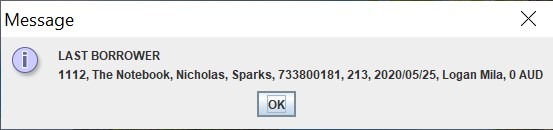 Message
LAST BORROWER
1112, The Notebook, Nicholas, Sparks, 733800181, 213, 2020/05/25, Logan Mila, 0 AUD
OK